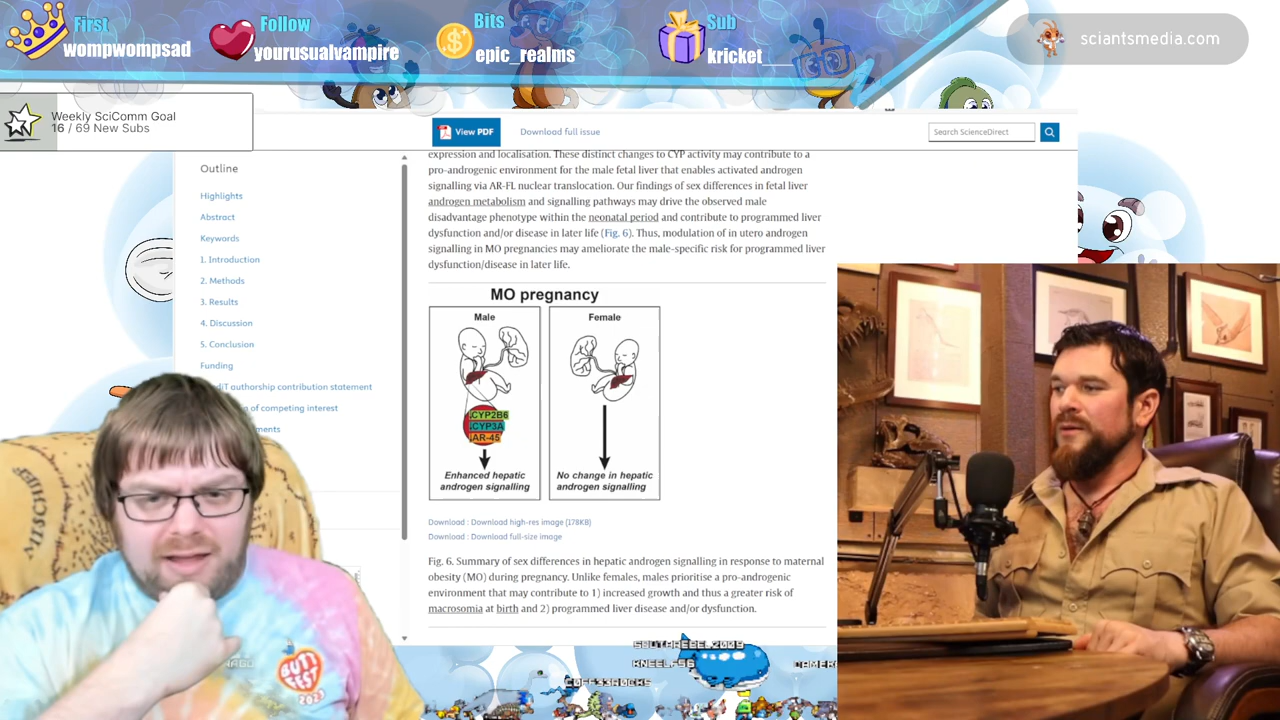 First
wompwompsad
Follow
yourusualvampire
Bits
epic_realms
Sub
kricket____
sciantsmedia.com
Weekly SciComm Goal
16 / 69 New Subs
View PDF
Download full issue
Search ScienceDirect
Outline
Highlights
Abstract
Keywords
1. Introduction
2. Methods
3. Results
4. Discussion
5. Conclusion
Funding
diT authorship contribution statement
n of competing interest
ments
expression and localisation. These distinct changes to CYP activity may contribute to a
pro-androgenic environment for the male fetal liver that enables activated androgen
signalling via AR-FL nuclear translocation. Our findings of sex differences in fetal liver
androgen metabolism and signalling pathways may drive the observed male
disadvantage phenotype within the neonatal period and contribute to programmed liver
dysfunction and/or disease in later life (Fig. 6). Thus, modulation of in utero androgen
signalling in MO pregnancies may ameliorate the male-specific risk for programmed liver
dysfunction/disease in later life.
MO pregnancy
Male
Female
↓CYP2B6
↓CYP3A
↓AR-45
Enhanced hepatic
androgen signalling
No change in hepatic
androgen signalling
Download : Download high-res image (178KB)
Download : Download full-size image
Fig. 6. Summary of sex differences in hepatic androgen signalling in response to maternal
obesity (MO) during pregnancy. Unlike females, males prioritise a pro-androgenic
environment that may contribute to 1) increased growth and thus a greater risk of
macrosomia at birth and 2) programmed liver disease and/or dysfunction.
BUTT
FEST
2023
SOUTHREBEL2009
KNEELF56
COFF33ROCKS